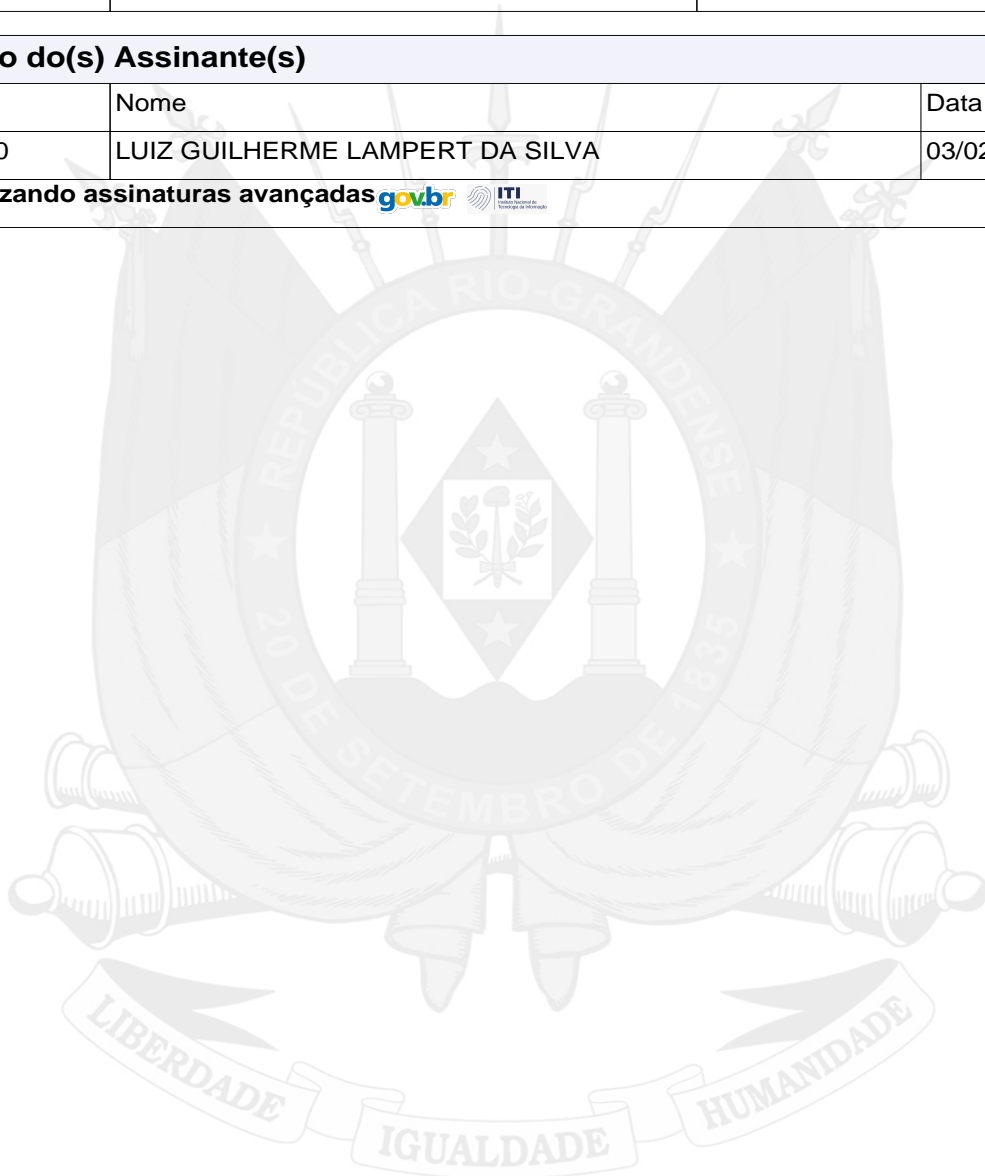 o do(s) Assinante(s)
Nome Data
0 LUIZ GUILHERME LAMPERT DA SILVA 03/02
zando assinaturas avançadas gov.br ITI
REPÚBLICA RIO-GRANDENSE
20 DE SETEMBRO DE 1835
LIBERDADE IGUALDADE HUMANIDADE